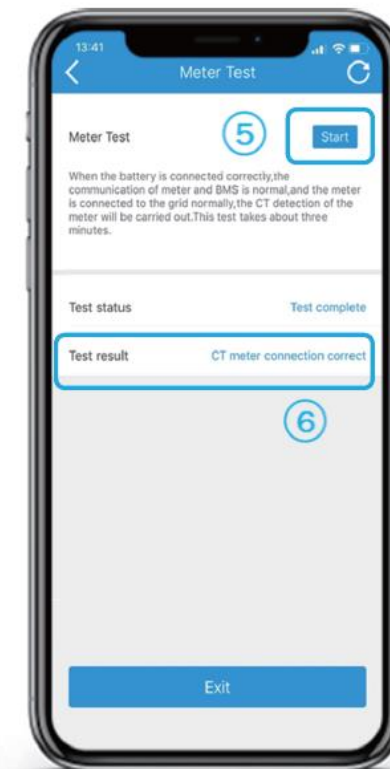 13:41
Meter Test
Meter Test
⑤
Start
When the battery is connected correctly,the
communication of meter and BMS is normal,and the meter
is connected to the grid normally,the CT detection of the
meter will be carried out.This test takes about three
minutes.
Test status Test complete
Test result CT meter connection correct
⑥
Exit